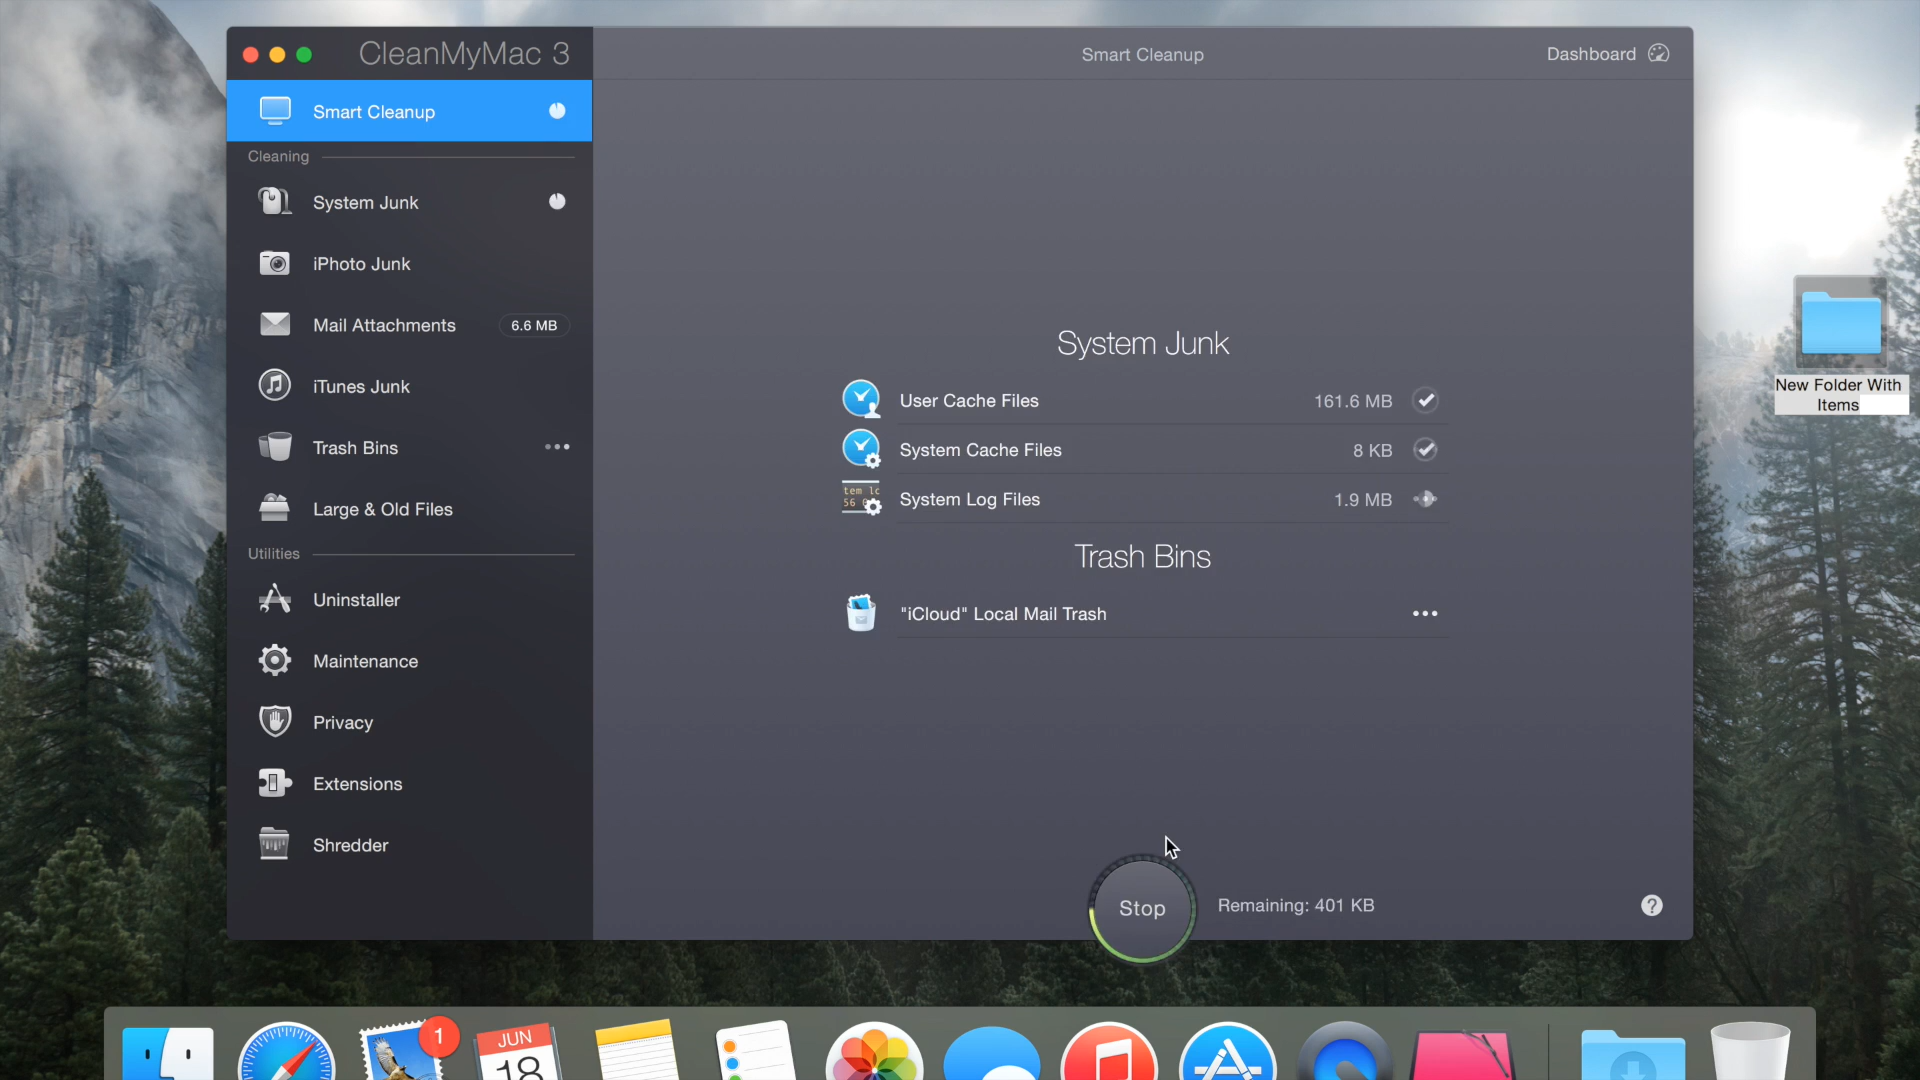 CleanMyMac 3
Smart Cleanup
Dashboard
Smart Cleanup
Cleaning
System Junk
iPhoto Junk
Mail Attachments 6.6 MB
iTunes Junk
Trash Bins
Large & Old Files
Utilities
Uninstaller
Maintenance
Privacy
Extensions
Shredder
System Junk
User Cache Files 161.6 MB
System Cache Files 8 KB
tem lc
56
System Log Files 1.9 MB
Trash Bins
"iCloud" Local Mail Trash
Stop
Remaining: 401 KB
?
New Folder With
Items
1
JUN
18